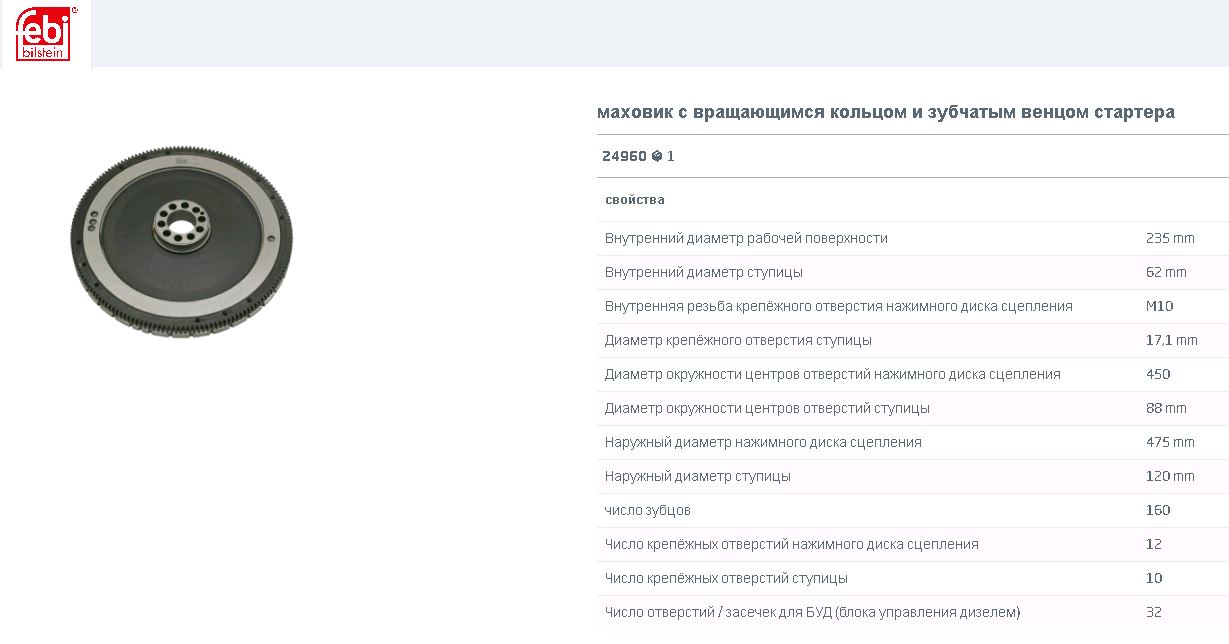 febi®
bilstein
маховик с вращающимся кольцом и зубчатым венцом стартера
24960 1
свойства
Внутренний диаметр рабочей поверхности 235 mm
Внутренний диаметр ступицы 62 mm
Внутренняя резьба крепёжного отверстия нажимного диска сцепления M10
Диаметр крепёжного отверстия ступицы 17,1 mm
Диаметр окружности центров отверстий нажимного диска сцепления 450
Диаметр окружности центров отверстий ступицы 88 mm
Наружный диаметр нажимного диска сцепления 475 mm
Наружный диаметр ступицы 120 mm
число зубцов 160
Число крепёжных отверстий нажимного диска сцепления 12
Число крепёжных отверстий ступицы 10
Число отверстий / засечек для БУД (блока управления дизелем) 32
febi